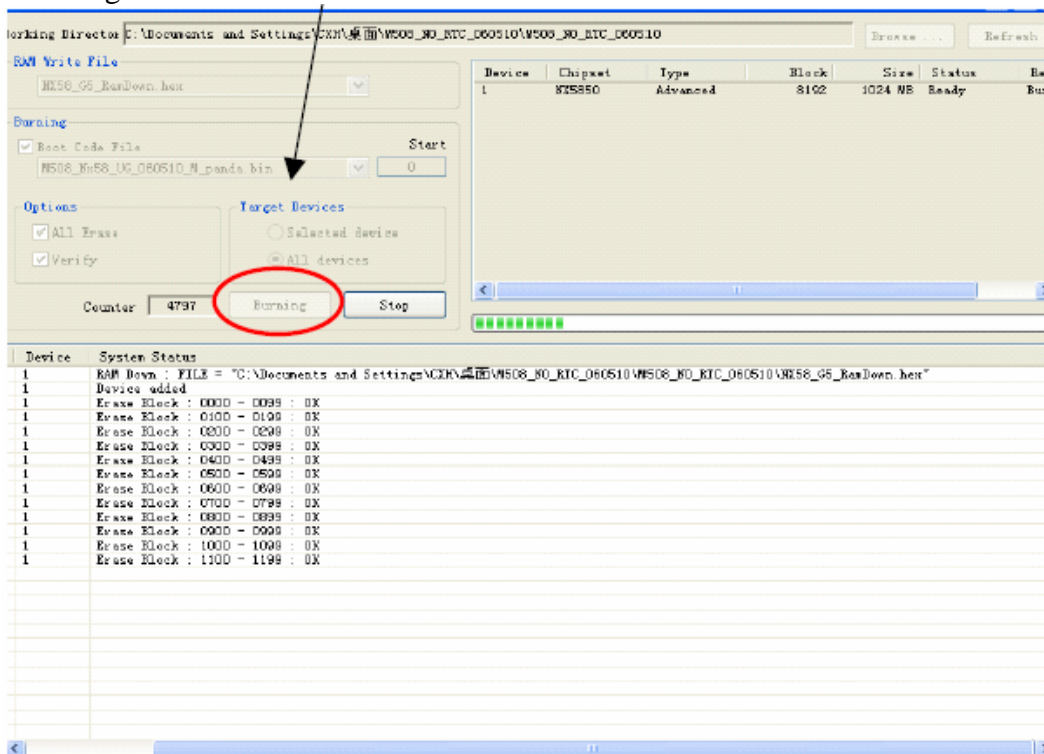 Working Director C:\Documents and Settings\CXH\桌面\W508_NO_RTC_060510\W508_NO_RTC_060510 Browse ... Refresh
RAM Write File
NX58_G5_RamDown.hex
Device Chipset Type Block Size Status
1 NX5850 Advanced 8192 1024 MB Ready
Burning
Boot Code File Start
W508_Nx58_UG_060510_M_panda.bin 0
Options Target Devices
All Erase Selected device
Verify All devices
Counter 4797 Burning Stop
Device System Status
1 RAM Down : FILE = "C:\Documents and Settings\CXH\桌面\W508_NO_RTC_060510\W508_NO_RTC_060510\NX58_G5_RamDown.hex"
1 Device added
1 Erase Block : 0000 - 0099 : OK
1 Erase Block : 0100 - 0199 : OK
1 Erase Block : 0200 - 0299 : OK
1 Erase Block : 0300 - 0399 : OK
1 Erase Block : 0400 - 0499 : OK
1 Erase Block : 0500 - 0599 : OK
1 Erase Block : 0600 - 0699 : OK
1 Erase Block : 0700 - 0799 : OK
1 Erase Block : 0800 - 0899 : OK
1 Erase Block : 0900 - 0999 : OK
1 Erase Block : 1000 - 1099 : OK
1 Erase Block : 1100 - 1199 : OK